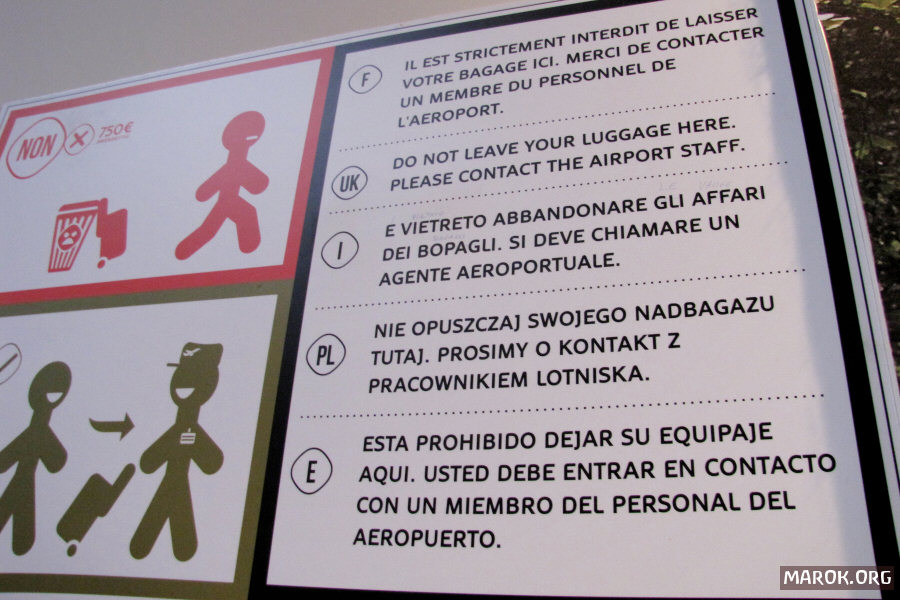 NON
750€
F
IL EST STRICTEMENT INTERDIT DE LAISSER
VOTRE BAGAGE ICI. MERCI DE CONTACTER
UN MEMBRE DU PERSONNEL DE
L'AEROPORT.
UK
DO NOT LEAVE YOUR LUGGAGE HERE.
PLEASE CONTACT THE AIRPORT STAFF.
I
E VIETRETO ABBANDONARE GLI AFFARI
DEI BOPAGLI. SI DEVE CHIAMARE UN
AGENTE AEROPORTUALE.
PL
NIE OPUSZCZAJ SWOJEGO NADBAGAZU
TUTAJ. PROSIMY O KONTAKT Z
PRACOWNIKIEM LOTNISKA.
E
ESTA PROHIBIDO DEJAR SU EQUIPAJE
AQUI. USTED DEBE ENTRAR EN CONTACTO
CON UN MIEMBRO DEL PERSONAL DEL
AEROPUERTO.
MAROK.ORG